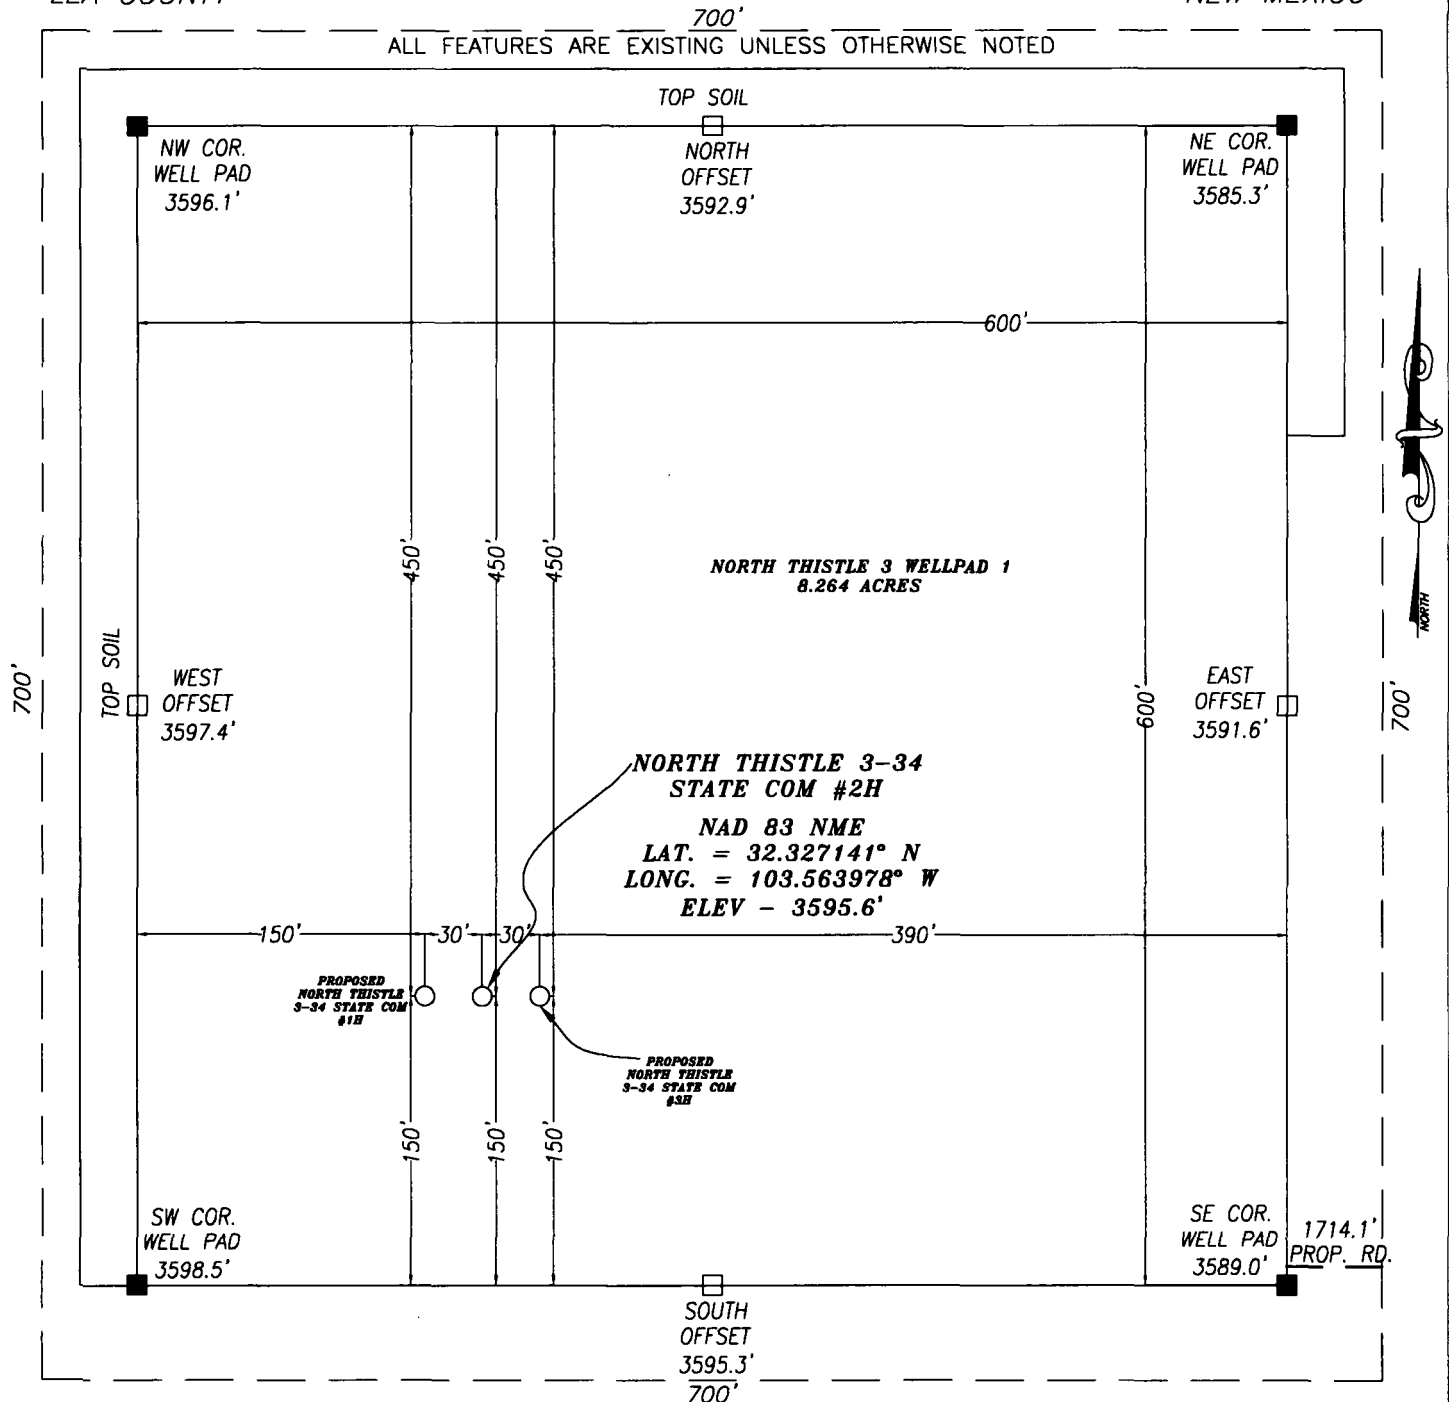 700'
ALL FEATURES ARE EXISTING UNLESS OTHERWISE NOTED
TOP SOIL
NW COR.
WELL PAD
3596.1'
NORTH
OFFSET
3592.9'
NE COR.
WELL PAD
3585.3'
600'
450'
450'
450'
NORTH THISTLE 3 WELLPAD 1
8.264 ACRES
NORTH
TOP SOIL
700'
WEST
OFFSET
3597.4'
600'
EAST
OFFSET
3591.6'
700'
NORTH THISTLE 3-34
STATE COM #2H
NAD 83 NME
LAT. = 32.327141° N
LONG. = 103.563978° W
ELEV - 3595.6'
150'
30'
30'
390'
PROPOSED
NORTH THISTLE
3-34 STATE COM
#1H
PROPOSED
NORTH THISTLE
3-34 STATE COM
#3H
150'
150'
150'
SW COR.
WELL PAD
3598.5'
SE COR.
WELL PAD
3589.0'
1714.1'
PROP. RD.
SOUTH
OFFSET
3595.3'
700'